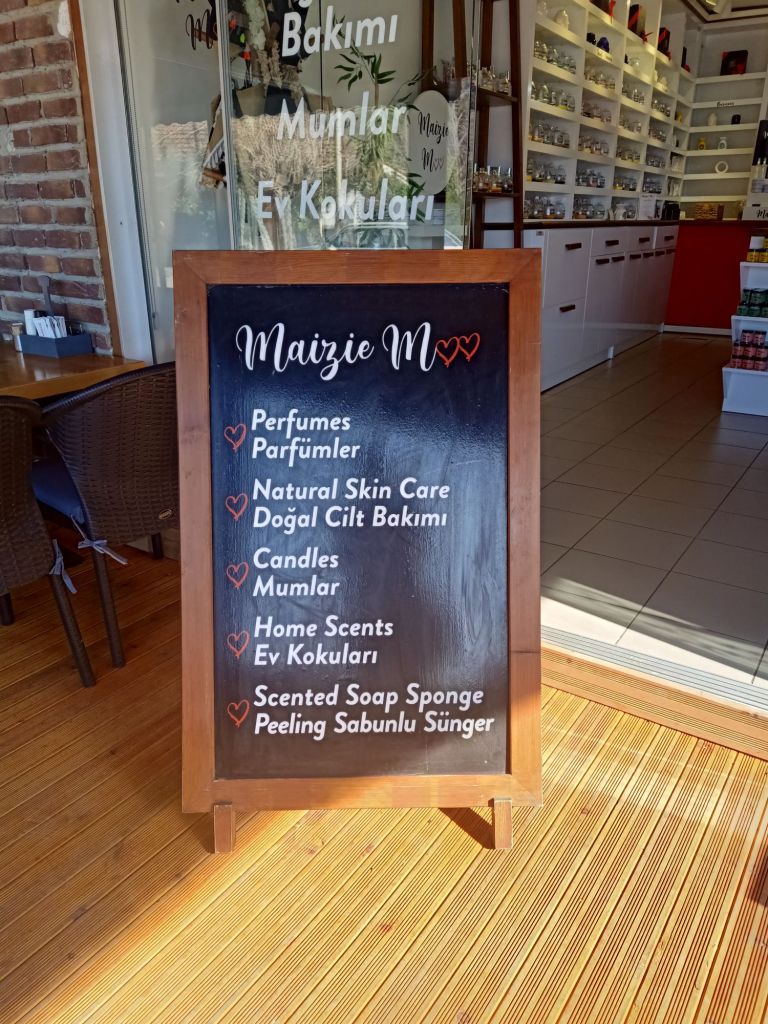 Bakımı
Mumlar
Ev Kokuları
Maizie
M
Maizie M
Perfumes
Parfümler
Natural Skin Care
Doğal Cilt Bakımı
Candles
Mumlar
Home Scents
Ev Kokuları
Scented Soap Sponge
Peeling Sabunlu Sünger